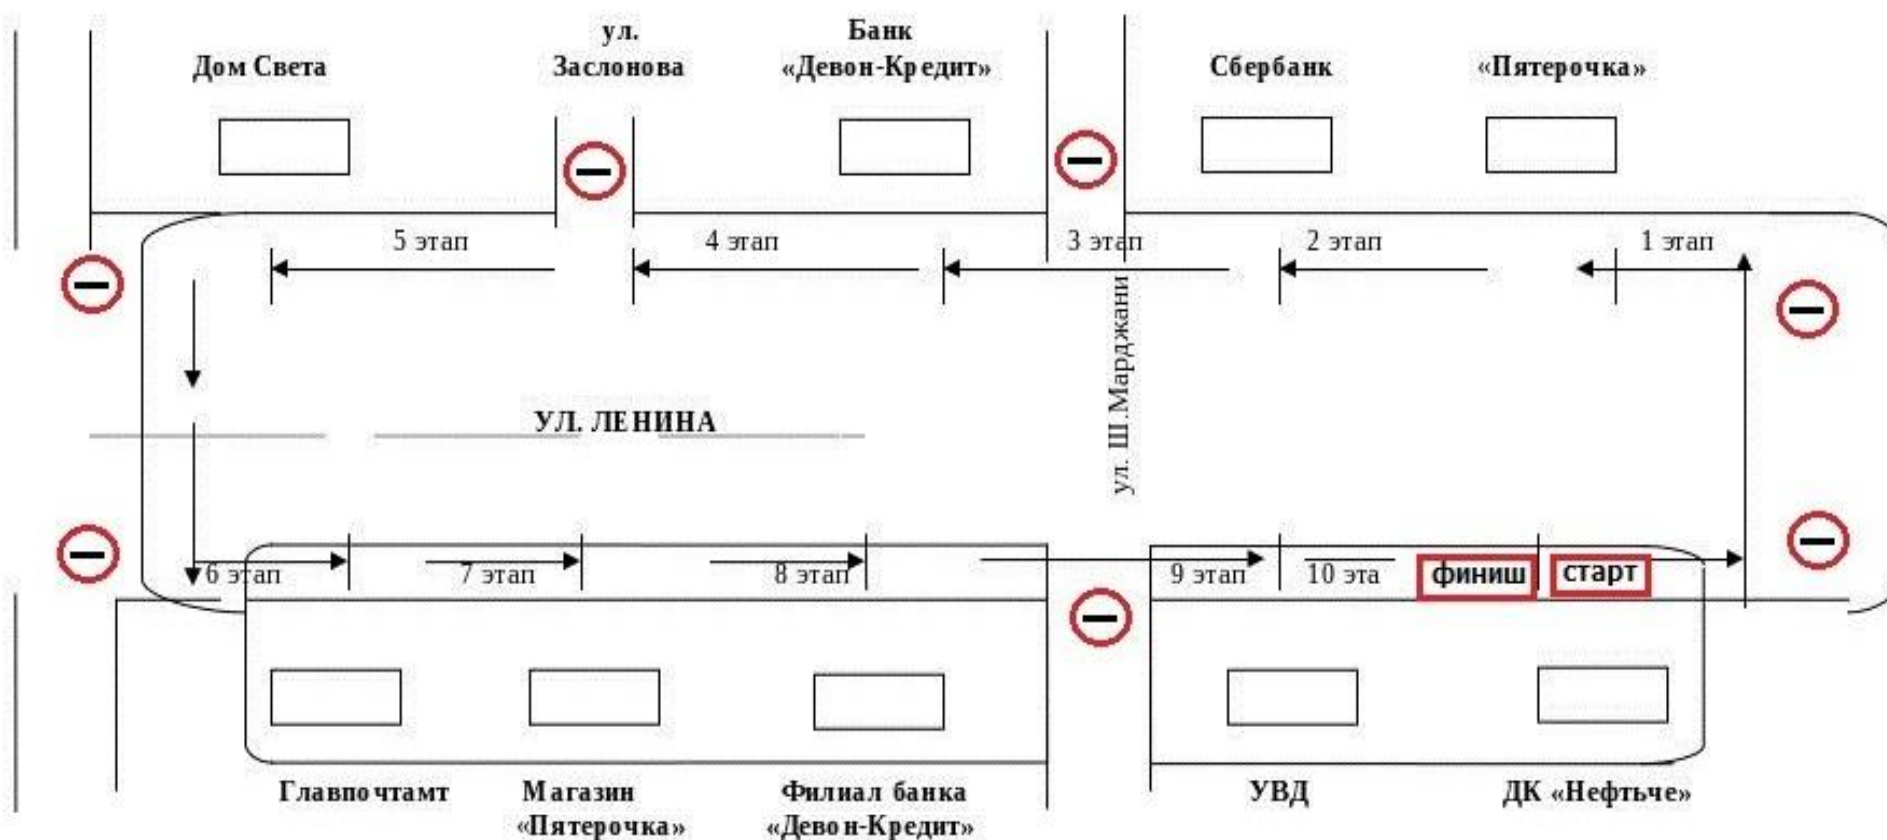 ул.
Заслонова
Банк
«Девон-Кредит»
Дом Света
Сбербанк
«Пятерочка»
5 этап
4 этап
3 этап
2 этап
1 этап
ул. Ш.Марджани
УЛ. ЛЕНИНА
6 этап
7 этап
8 этап
9 этап
10 эта
финиш
старт
Главпочтамт
Магазин
«Пятерочка»
Филиал банка
«Девон-Кредит»
УВД
ДК «Нефтьче»